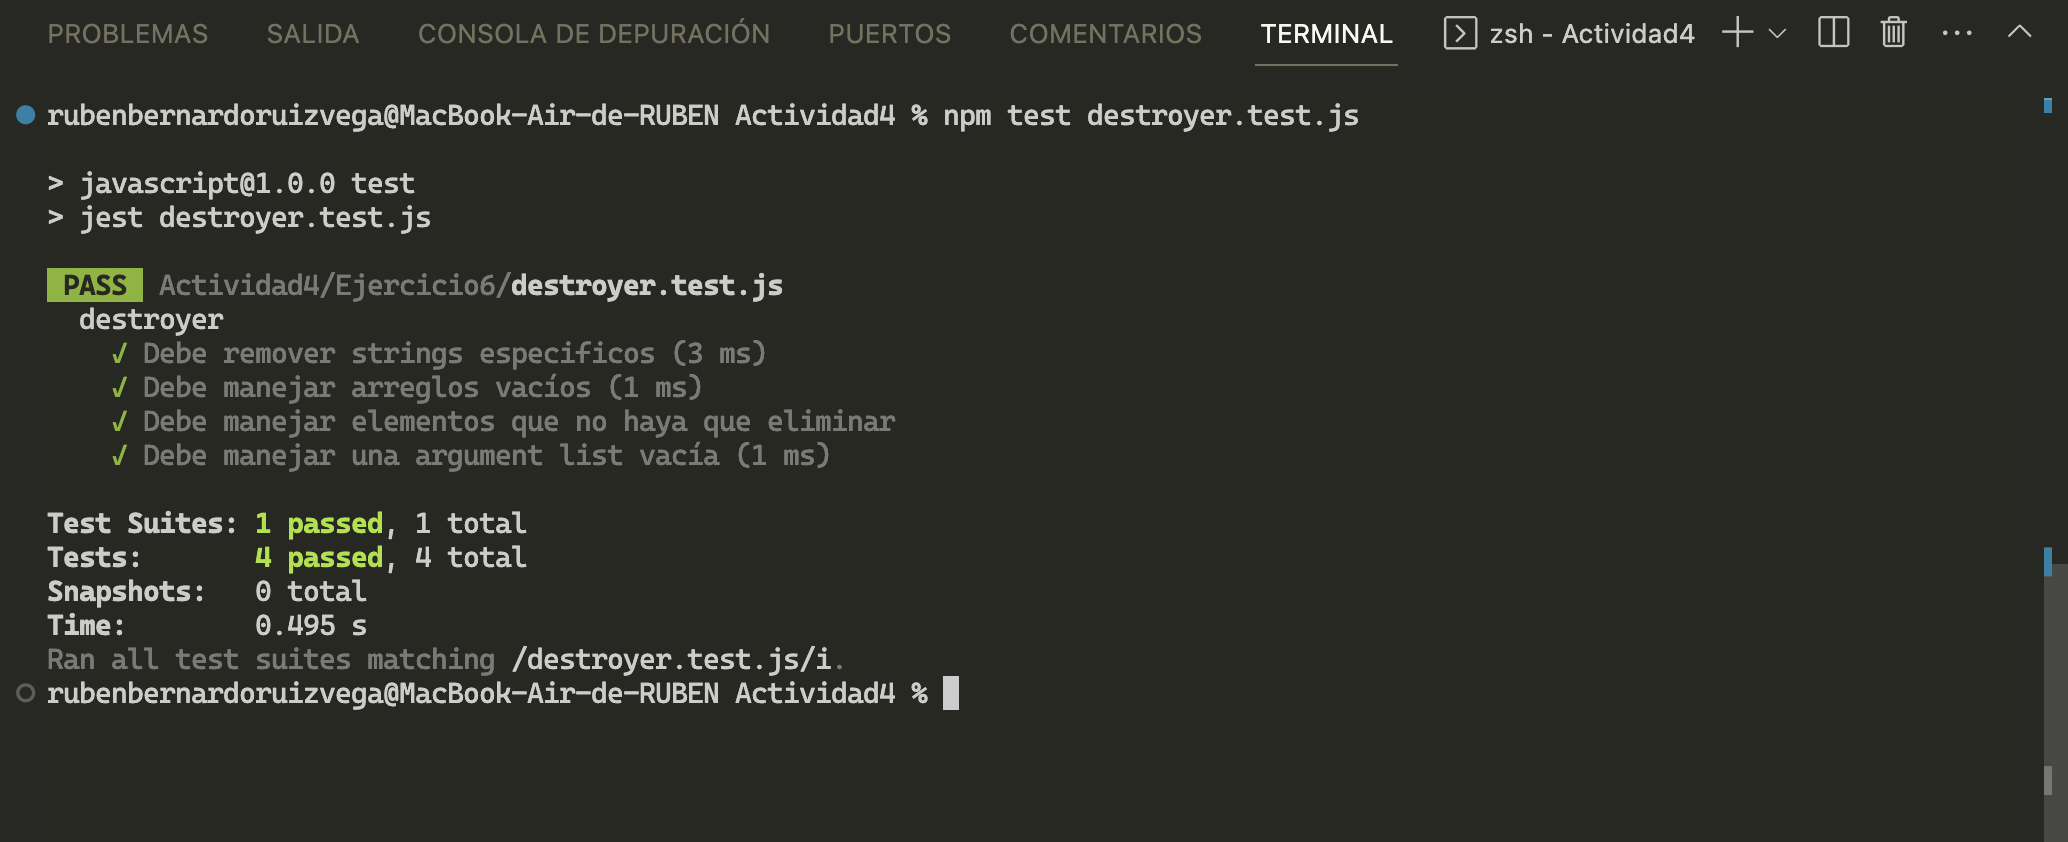 PROBLEMAS SALIDA CONSOLA DE DEPURACIÓN PUERTOS COMENTARIOS TERMINAL zsh - Actividad4
rubenbernardoruizvega@MacBook-Air-de-RUBEN Actividad4 % npm test destroyer.test.js
> javascript@1.0.0 test
> jest destroyer.test.js
PASS Actividad4/Ejercicio6/destroyer.test.js
destroyer
√ Debe remover strings especificos (3 ms)
√ Debe manejar arreglos vacíos (1 ms)
√ Debe manejar elementos que no haya que eliminar
√ Debe manejar una argument list vacía (1 ms)
Test Suites: 1 passed, 1 total
Tests: 4 passed, 4 total
Snapshots: 0 total
Time: 0.495 s
Ran all test suites matching /destroyer.test.js/i.
rubenbernardoruizvega@MacBook-Air-de-RUBEN Actividad4 %